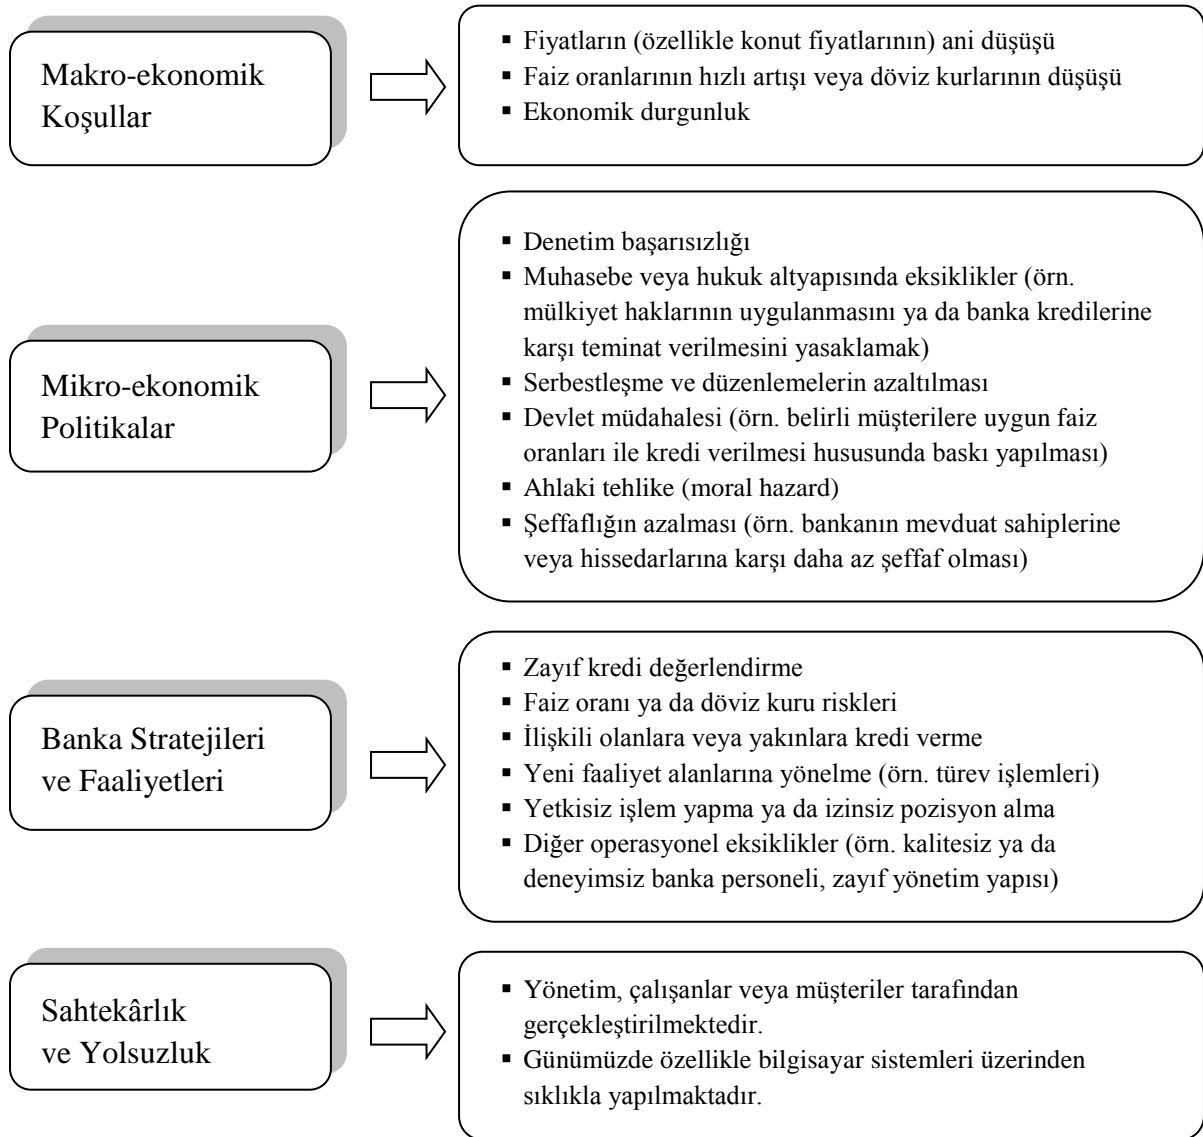 Makro-ekonomik
Koşullar
▪ Fiyatların (özellikle konut fiyatlarının) ani düşüşü
▪ Faiz oranlarının hızlı artışı veya döviz kurlarının düşüşü
▪ Ekonomik durgunluk
Mikro-ekonomik
Politikalar
▪ Denetim başarısızlığı
▪ Muhasebe veya hukuk altyapısında eksiklikler (örn.
mülkiyet haklarının uygulanmasını ya da banka kredilerine
karşı teminat verilmesini yasaklamak)
▪ Serbestleşme ve düzenlemelerin azaltılması
▪ Devlet müdahalesi (örn. belirli müşterilere uygun faiz
oranları ile kredi verilmesi hususunda baskı yapılması)
▪ Ahlaki tehlike (moral hazard)
▪ Şeffaflığın azalması (örn. bankanın mevduat sahiplerine
veya hissedarlarına karşı daha az şeffaf olması)
Banka Stratejileri
ve Faaliyetleri
▪ Zayıf kredi değerlendirme
▪ Faiz oranı ya da döviz kuru riskleri
▪ İlişkili olanlara veya yakınlara kredi verme
▪ Yeni faaliyet alanlarına yönelme (örn. türev işlemleri)
▪ Yetkisiz işlem yapma ya da izinsiz pozisyon alma
▪ Diğer operasyonel eksiklikler (örn. kalitesiz ya da
deneyimsiz banka personeli, zayıf yönetim yapısı)
Sahtekârlık
ve Yolsuzluk
▪ Yönetim, çalışanlar veya müşteriler tarafından
gerçekleştirilmektedir.
▪ Günümüzde özellikle bilgisayar sistemleri üzerinden
sıklıkla yapılmaktadır.